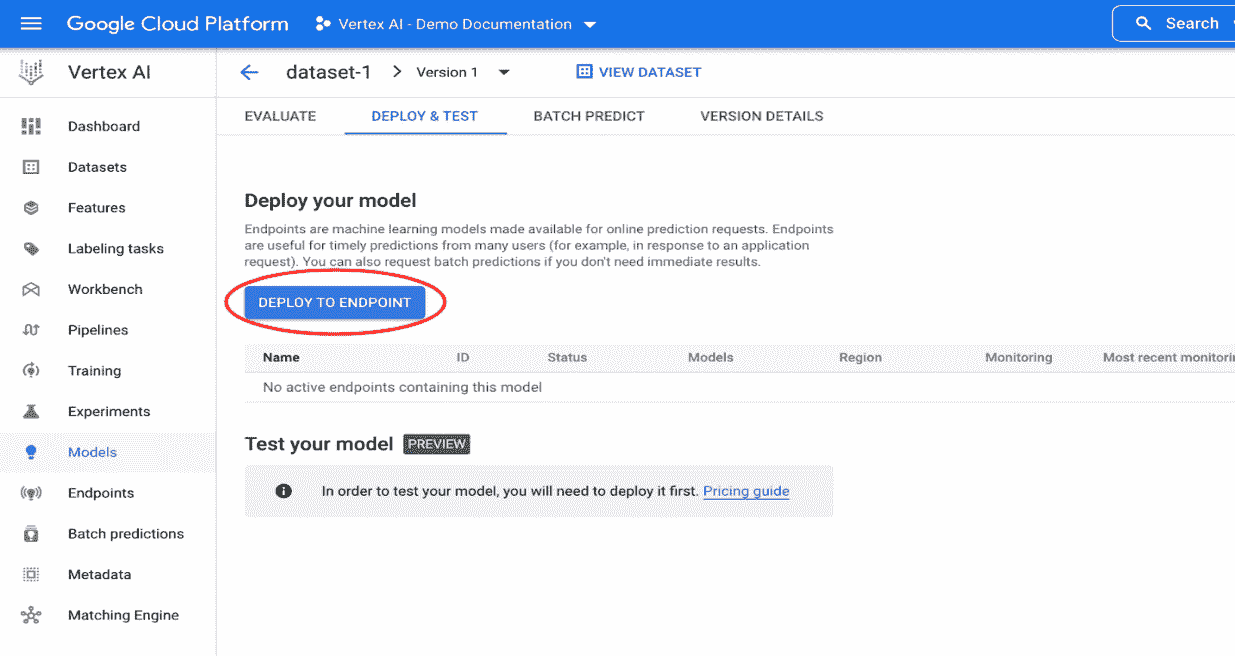 Google Cloud Platform
Vertex AI - Demo Documentation
Search
Vertex AI
dataset-1
Version 1
VIEW DATASET
EVALUATE
DEPLOY & TEST
BATCH PREDICT
VERSION DETAILS
Dashboard
Datasets
Features
Labeling tasks
Workbench
Pipelines
Training
Experiments
Models
Endpoints
Batch predictions
Metadata
Matching Engine
Deploy your model
Endpoints are machine learning models made available for online prediction requests. Endpoints
are useful for timely predictions from many users (for example, in response to an application
request). You can also request batch predictions if you don't need immediate results.
DEPLOY TO ENDPOINT
Name ID Status Models Region Monitoring Most recent monitorin
No active endpoints containing this model
Test your model PREVIEW
In order to test your model, you will need to deploy it first. Pricing guide